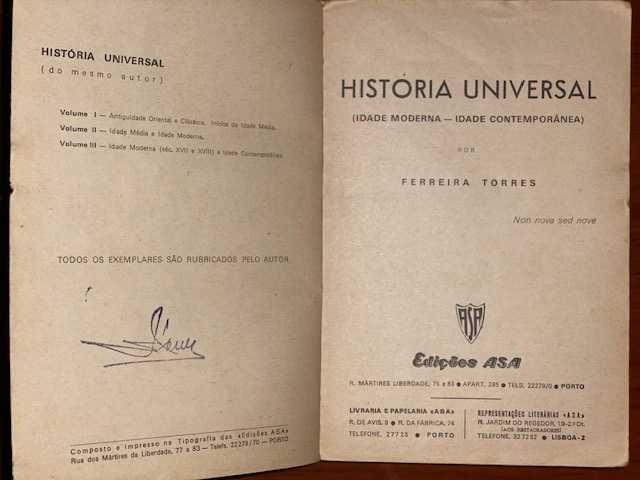 HISTÓRIA UNIVERSAL
(do mesmo autor)
Volume I — Antiguidade Oriental e Clássica. Inícios da Idade Média.
Volume II — Idade Média e Idade Moderna.
Volume III — Idade Moderna (séc. XVII e XVIII) e Idade Contemporânea.
TODOS OS EXEMPLARES SÃO RUBRICADOS PELO AUTOR
Composto e impresso na Tipografia das «Edições ASA»
Rua dos Mártires da Liberdade, 77 a 83 — Telefs. 22279/70 — PORTO
HISTÓRIA UNIVERSAL
(IDADE MODERNA — IDADE CONTEMPORÂNEA)
POR
FERREIRA TORRES
Non nova sed nove
ASA
Edições ASA
R. MÁRTIRES LIBERDADE, 75 a 83 ● APART. 285 ● TELS. 22279/0 ● PORTO
LIVRARIA E PAPELARIA «ASA»
R. DE AVIS, 9 ● R. DA FÁBRICA, 74
TELEFONE, 27725 ● PORTO
REPRESENTAÇÕES LITERÁRIAS «ASA»
R. JARDIM DO REGEDOR, 19-2.º Dt.
(AOS RESTAURADORES)
TELEFONE, 327282 ● LISBOA-2